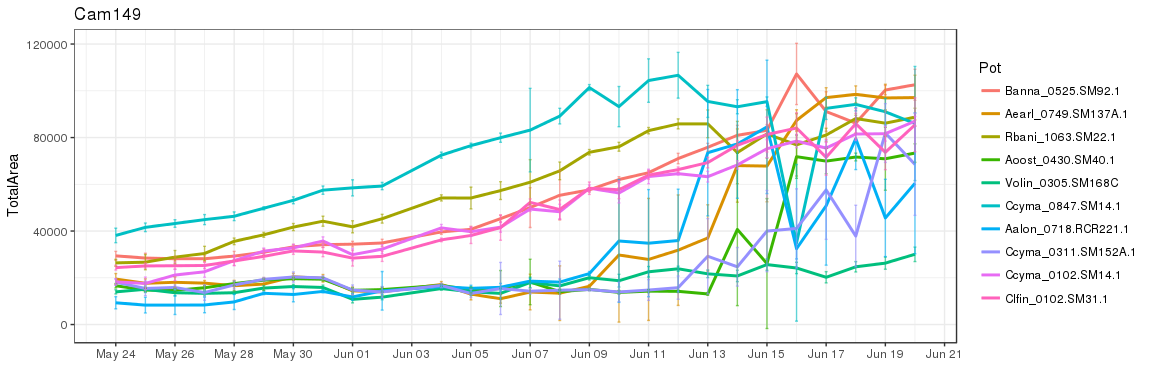 Cam149
TotalArea
120000
80000
40000
0
May 24 May 26 May 28 May 30 Jun 01 Jun 03 Jun 05 Jun 07 Jun 09 Jun 11 Jun 13 Jun 15 Jun 17 Jun 19 Jun 21
Pot
Banna_0525.SM92.1
Aearl_0749.SM137A.1
Rbani_1063.SM22.1
Aoost_0430.SM40.1
Volin_0305.SM168C
Ccyma_0847.SM14.1
Aalon_0718.RCR221.1
Ccyma_0311.SM152A.1
Ccyma_0102.SM14.1
Clfin_0102.SM31.1